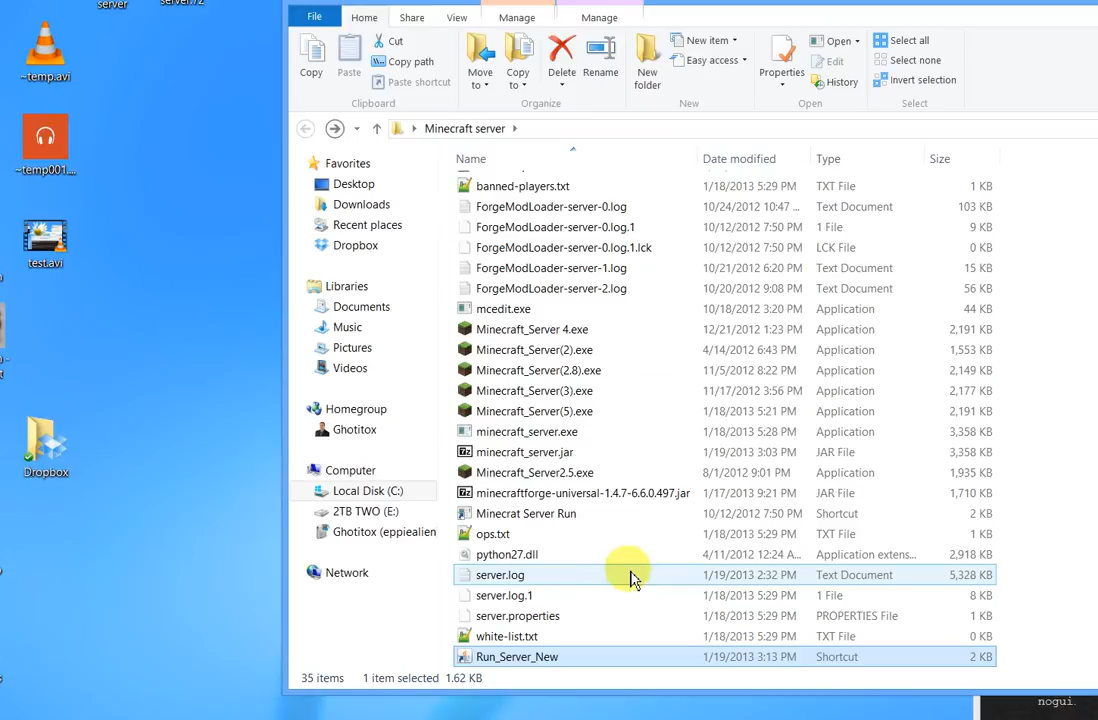 server
server.72
~temp.avi
~temp001....
test.avi
Dropbox
File Home Share View Manage Manage
Copy
Paste
Cut
Copy path
Paste shortcut
Clipboard
Move to
Copy to
Delete
Rename
Organize
New folder
New item
Easy access
New
Properties
Open
Edit
History
Open
Select all
Select none
Invert selection
Select
Minecraft server
Favorites
Desktop
Downloads
Recent places
Dropbox
Libraries
Documents
Music
Pictures
Videos
Homegroup
Ghotitox
Computer
Local Disk (C:)
2TB TWO (E:)
Ghotitox (eppiealien
Network
Name Date modified Type Size
banned-players.txt 1/18/2013 5:29 PM TXT File 1 KB
ForgeModLoader-server-0.log 10/24/2012 10:47 ... Text Document 103 KB
ForgeModLoader-server-0.log.1 10/12/2012 7:50 PM 1 File 9 KB
ForgeModLoader-server-0.log.1.lck 10/12/2012 7:50 PM LCK File 0 KB
ForgeModLoader-server-1.log 10/21/2012 6:20 PM Text Document 15 KB
ForgeModLoader-server-2.log 10/20/2012 9:08 PM Text Document 56 KB
mcedit.exe 10/18/2012 3:20 PM Application 44 KB
Minecraft_Server 4.exe 12/21/2012 1:23 PM Application 2,191 KB
Minecraft_Server(2).exe 4/14/2012 6:43 PM Application 1,553 KB
Minecraft_Server(2.8).exe 11/5/2012 8:22 PM Application 2,149 KB
Minecraft_Server(3).exe 11/17/2012 3:56 PM Application 2,177 KB
Minecraft_Server(5).exe 1/18/2013 5:21 PM Application 2,191 KB
minecraft_server.exe 1/18/2013 5:28 PM Application 3,358 KB
minecraft_server.jar 1/19/2013 3:03 PM JAR File 3,358 KB
Minecraft_Server2.5.exe 8/1/2012 9:01 PM Application 1,935 KB
minecraftforge-universal-1.4.7-6.6.0.497.jar 1/17/2013 9:21 PM JAR File 1,710 KB
Minecrat Server Run 10/12/2012 7:50 PM Shortcut 2 KB
ops.txt 1/18/2013 5:29 PM TXT File 1 KB
python27.dll 4/11/2012 12:24 A... Application extens... 2,918 KB
server.log 1/19/2013 2:32 PM Text Document 5,328 KB
server.log.1 1/18/2013 5:29 PM 1 File 8 KB
server.properties 1/18/2013 5:29 PM PROPERTIES File 1 KB
white-list.txt 1/18/2013 5:29 PM TXT File 0 KB
Run_Server_New 1/19/2013 3:13 PM Shortcut 2 KB
35 items 1 item selected 1.62 KB
nogui.